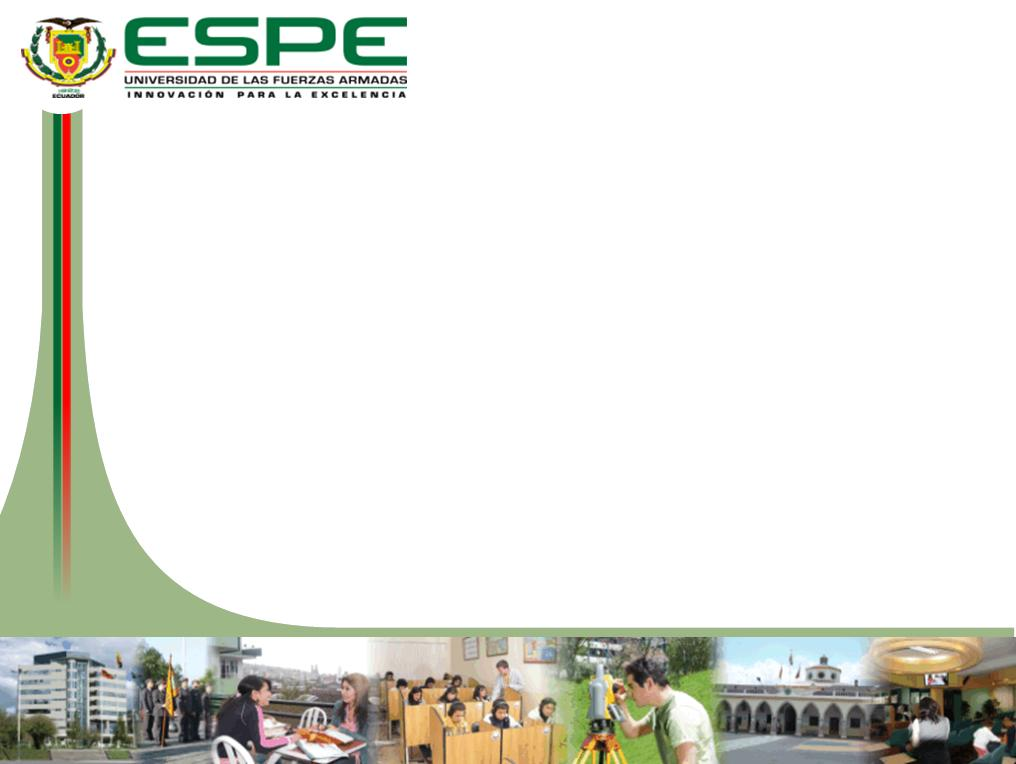 ESPE
UNIVERSIDAD DE LAS FUERZAS ARMADAS
INNOVACIÓN PARA LA EXCELENCIA
ECUADOR